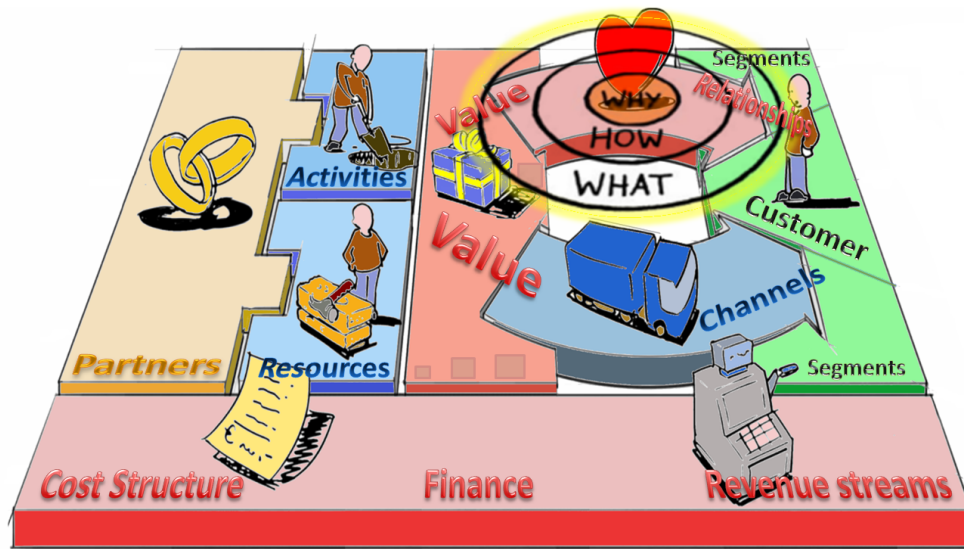 Segments
Value
Relationships
WHY
HOW
WHAT
Activities
Customer
Value
Channels
Partners
Resources
Segments
Cost Structure
Finance
Revenue streams